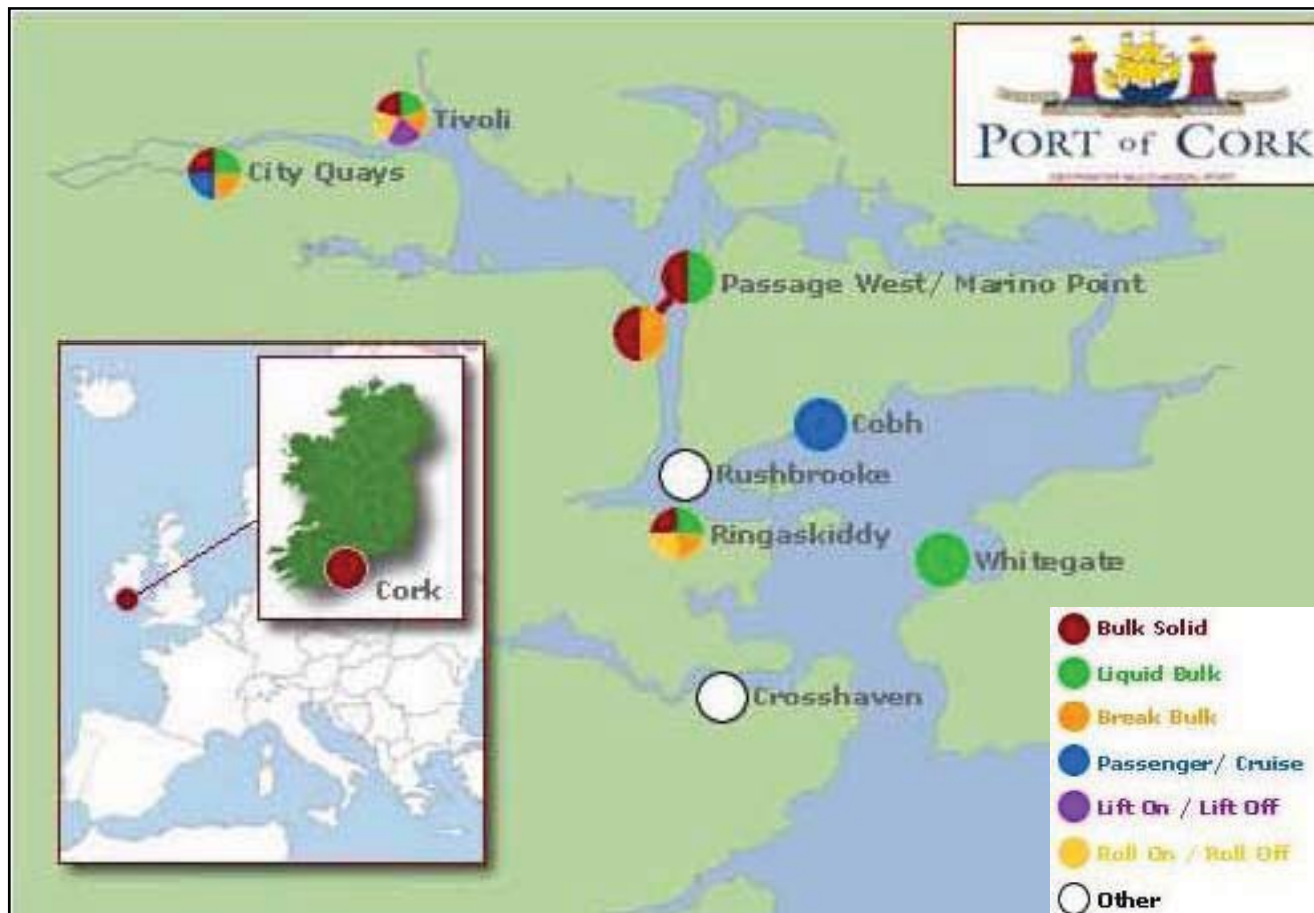 PORT of CORK
Tivoli
City Quays
Passage West/ Marino Point
Cobh
Rushbrooke
Ringaskiddy
Whitegate
Crosshaven
Cork
Bulk Solid
Liquid Bulk
Break Bulk
Passenger/ Cruise
Lift On / Lift Off
Roll On / Roll Off
Other